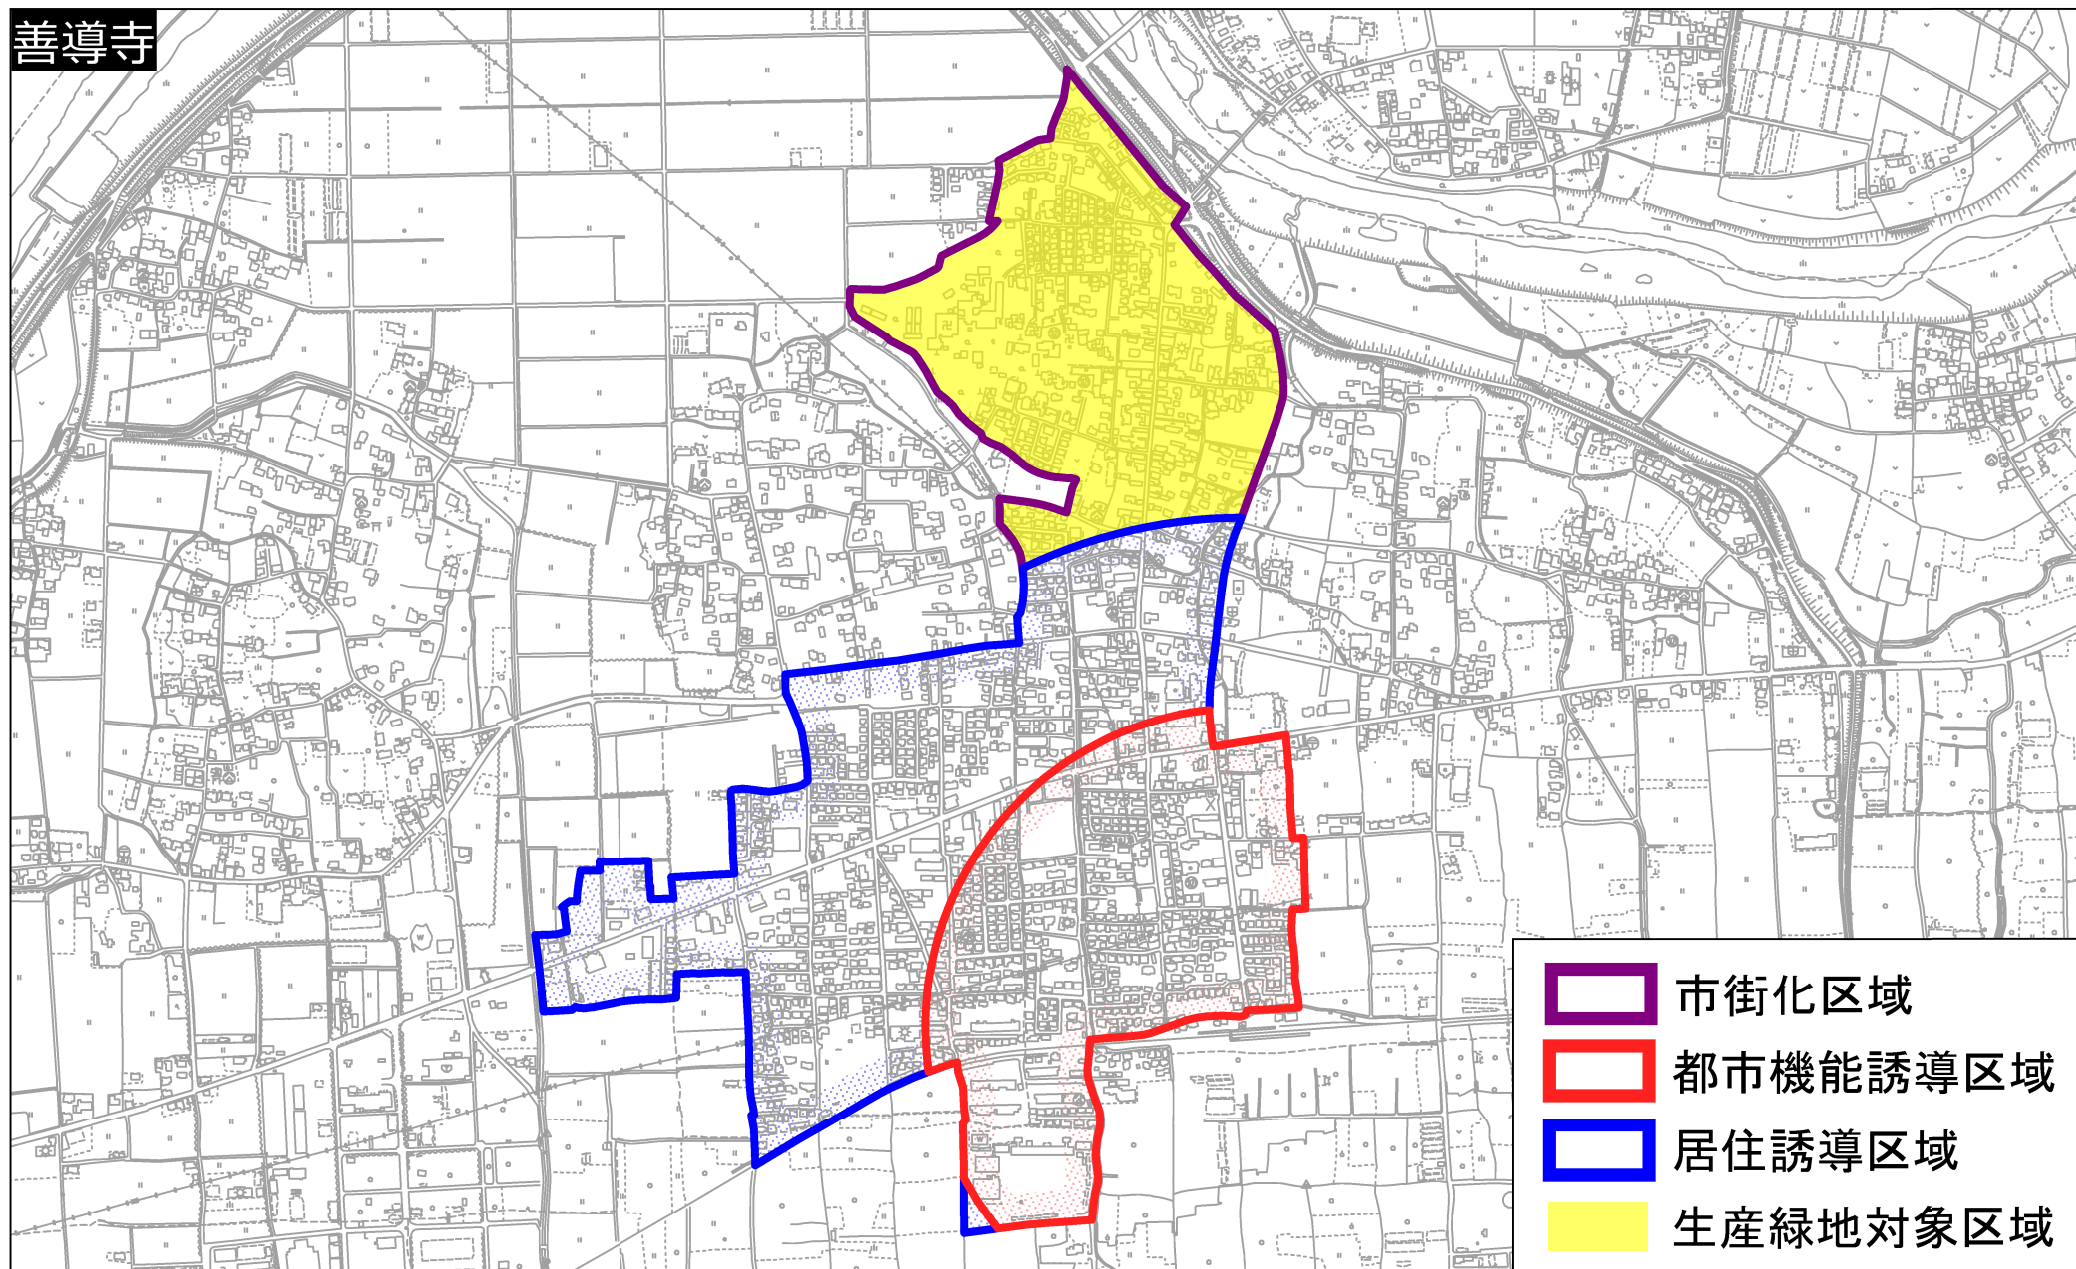 善導寺
市街化区域
都市機能誘導区域
居住誘導区域
生産緑地対象区域